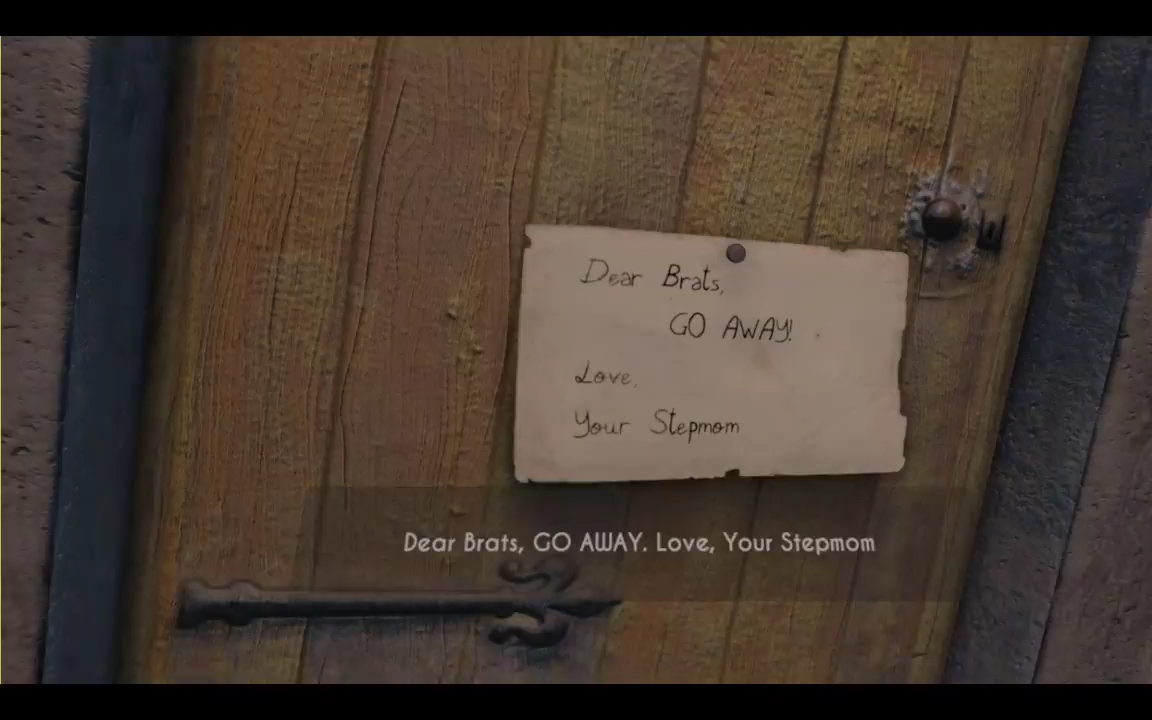 Dear Brats,
GO AWAY!
Love,
Your Stepmom
Dear Brats, GO AWAY. Love, Your Stepmom